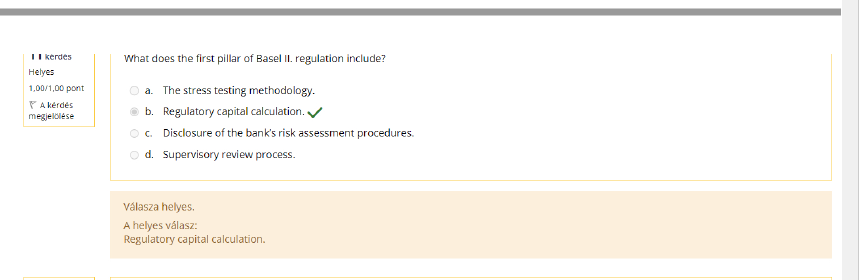 11 kérdés
Helyes
1,00/1,00 pont
A kérdés
megjelölése
What does the first pillar of Basel II. regulation include?
a. The stress testing methodology.
b. Regulatory capital calculation.
c. Disclosure of the bank's risk assessment procedures.
d. Supervisory review process.
Válasza helyes.
A helyes válasz:
Regulatory capital calculation.